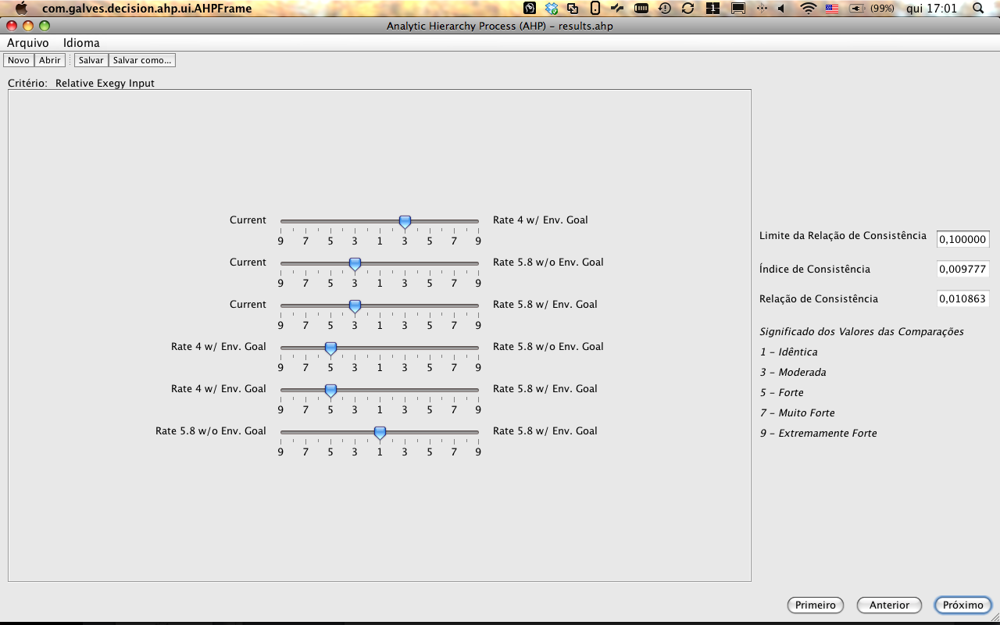 com.galves.decision.ahp.ui.AHPFrame
1
(99%)
qui 17:01
Analytic Hierarchy Process (AHP) – results.ahp
Arquivo Idioma
Novo Abrir Salvar Salvar como...
Critério: Relative Exegy Input
Current Rate 4 w/ Env. Goal
9 7 5 3 1 3 5 7 9
Current Rate 5.8 w/o Env. Goal
9 7 5 3 1 3 5 7 9
Current Rate 5.8 w/ Env. Goal
9 7 5 3 1 3 5 7 9
Rate 4 w/ Env. Goal Rate 5.8 w/o Env. Goal
9 7 5 3 1 3 5 7 9
Rate 4 w/ Env. Goal Rate 5.8 w/ Env. Goal
9 7 5 3 1 3 5 7 9
Rate 5.8 w/o Env. Goal Rate 5.8 w/ Env. Goal
9 7 5 3 1 3 5 7 9
Limite da Relação de Consistência 0,100000
Índice de Consistência 0,009777
Relação de Consistência 0,010863
Significado dos Valores das Comparações
1 – Idêntica
3 – Moderada
5 – Forte
7 – Muito Forte
9 – Extremamente Forte
Primeiro Anterior Próximo